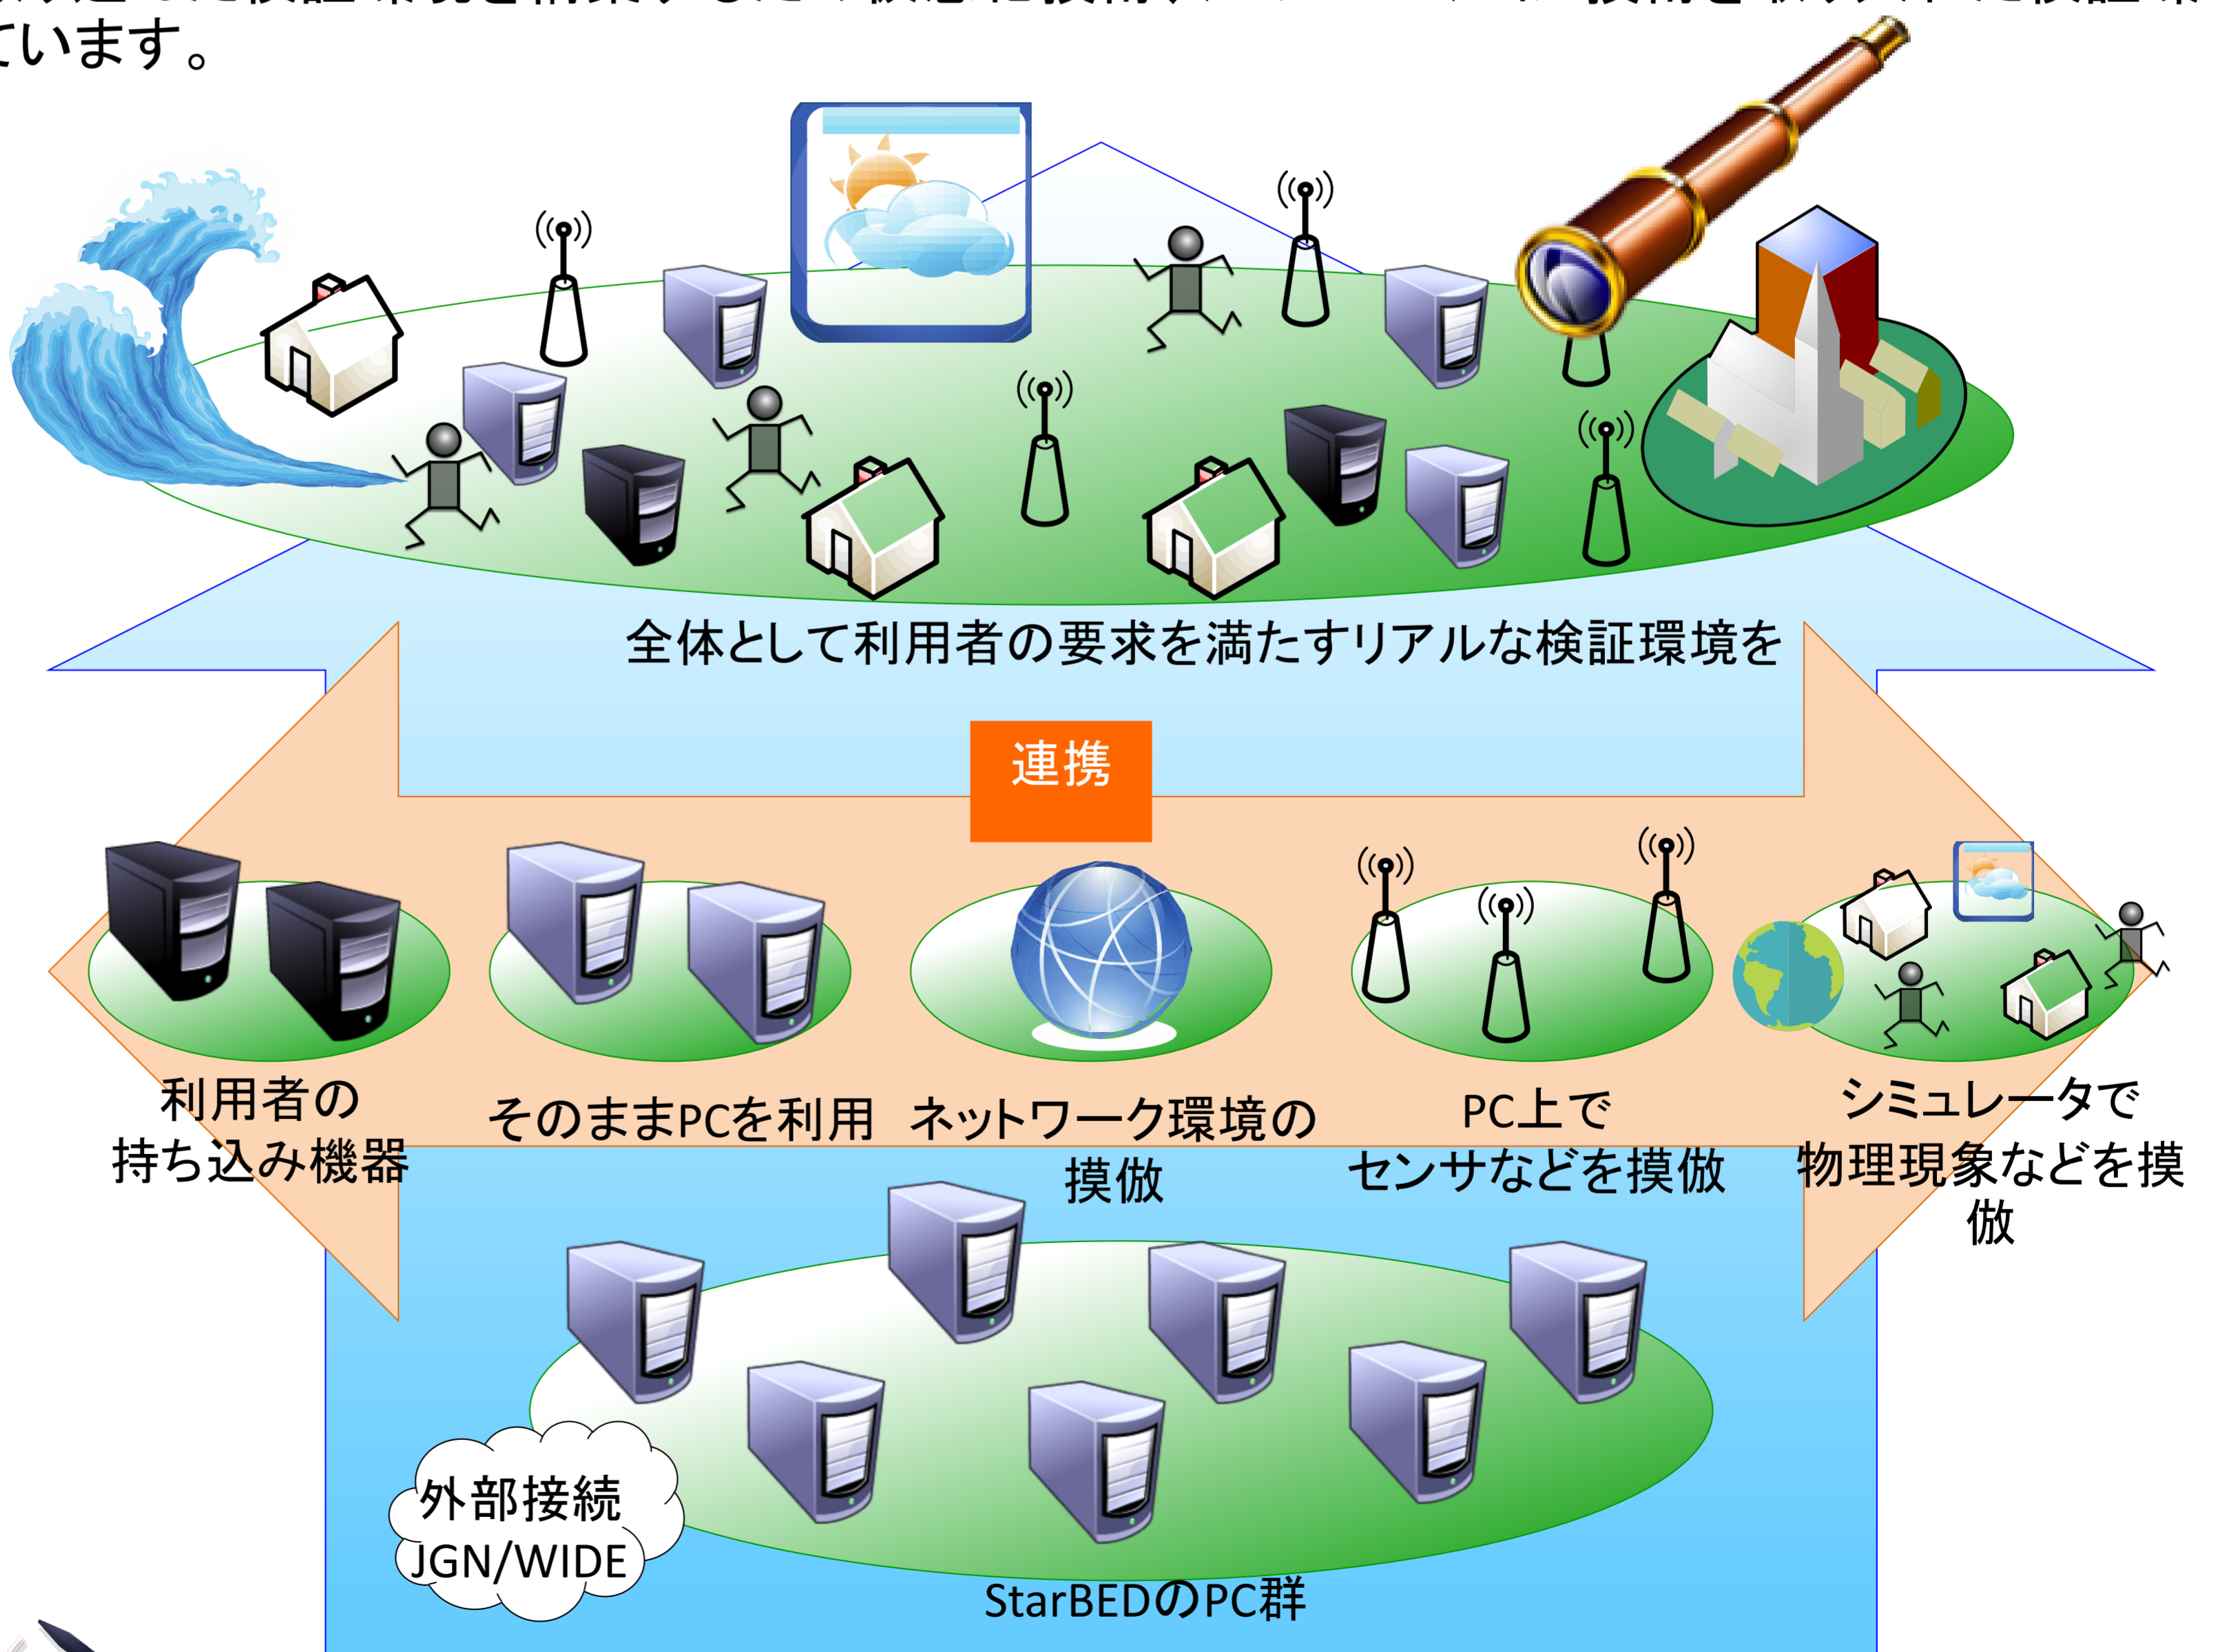 ています。
全体として利用者の要求を満たすリアルな検証環境を
連携
利用者の
持ち込み機器
そのままPCを利用
ネットワーク環境の
摸倣
PC上で
センサなどを摸倣
シミュレータで
物理現象などを摸
倣
外部接続
JGN/WIDE
StarBEDのPC群